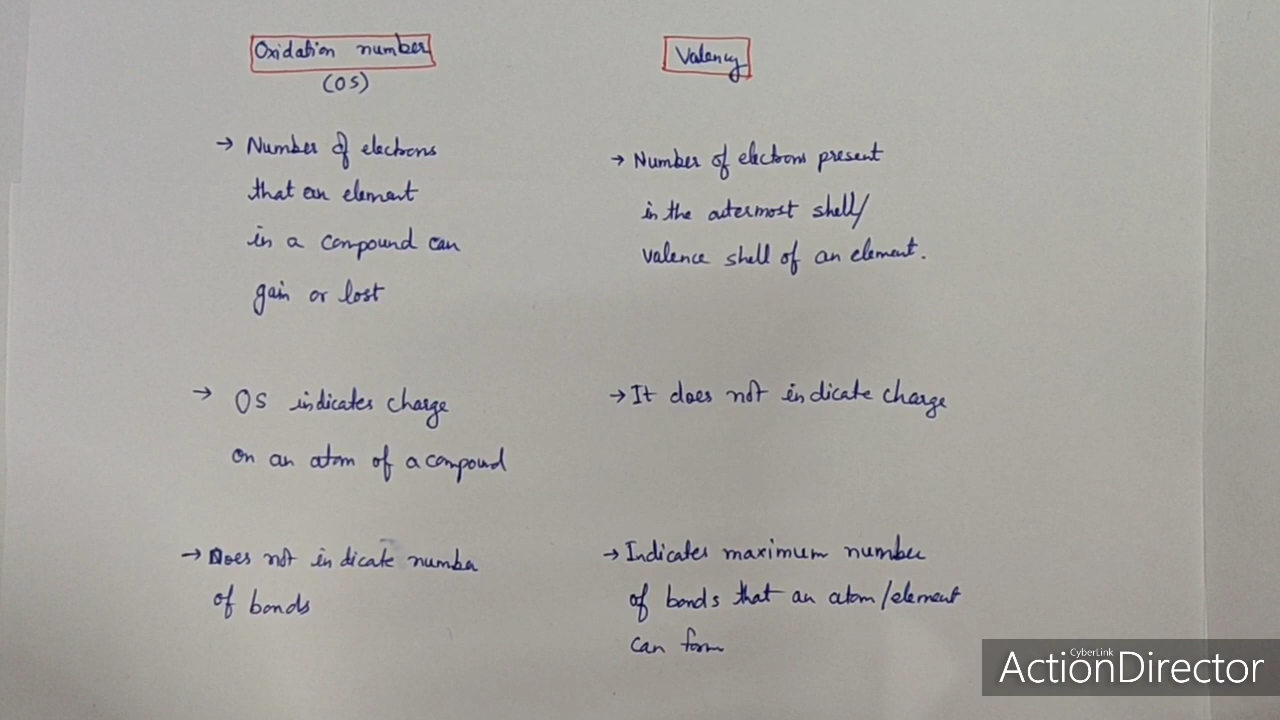 Oxidation number
(OS)
→ Number of electrons
that an element
in a compound can
gain or lost
→ OS indicates charge
on an atom of a compound
→ Does not indicate number
of bonds
Valency
→ Number of electrons present
in the outermost shell/
valence shell of an element.
→ It does not indicate charge
→ Indicates maximum number
of bonds that an atom/element
can form
CyberLink
ActionDirector